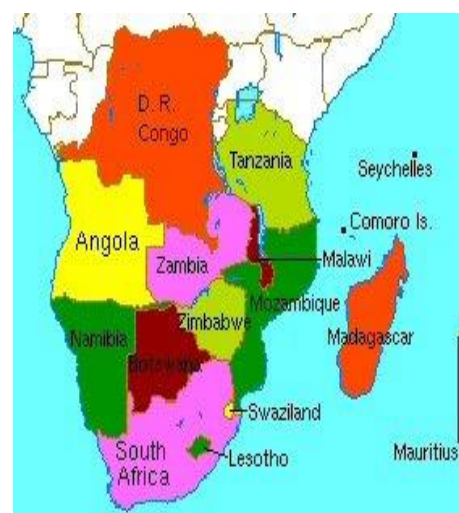 D. R.
Congo
Tanzania
Seychelles
Comoro Is.
Angola
Zambia
Malawi
Mozambique
Zimbabwe
Namibia
Madagascar
Botswana
Swaziland
South
Africa
Lesotho
Mauritius